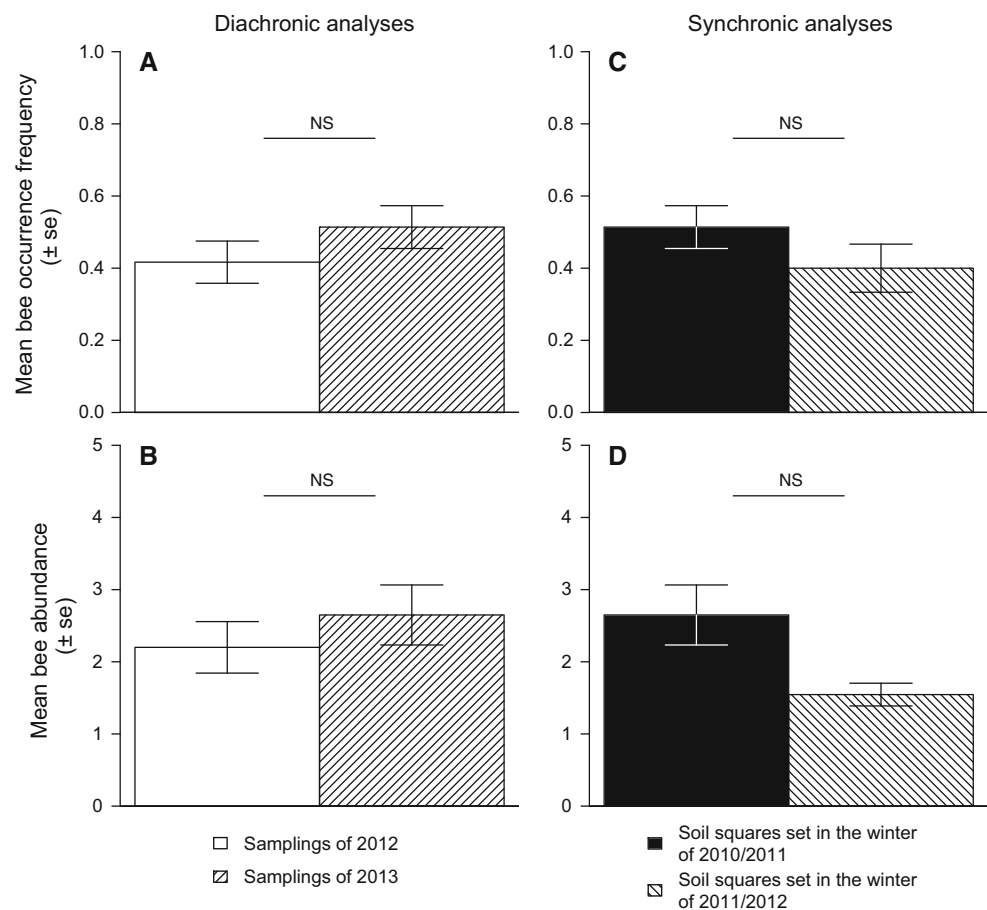 Diachronic analyses
Synchronic analyses
Mean bee occurrence frequency
(± se)
A
1.0
0.8
0.6
0.4
0.2
0.0
NS
C
1.0
0.8
0.6
0.4
0.2
0.0
NS
Mean bee abundance
(± se)
B
5
4
3
2
1
0
NS
D
5
4
3
2
1
0
NS
Samplings of 2012
Samplings of 2013
Soil squares set in the winter
of 2010/2011
Soil squares set in the winter
of 2011/2012